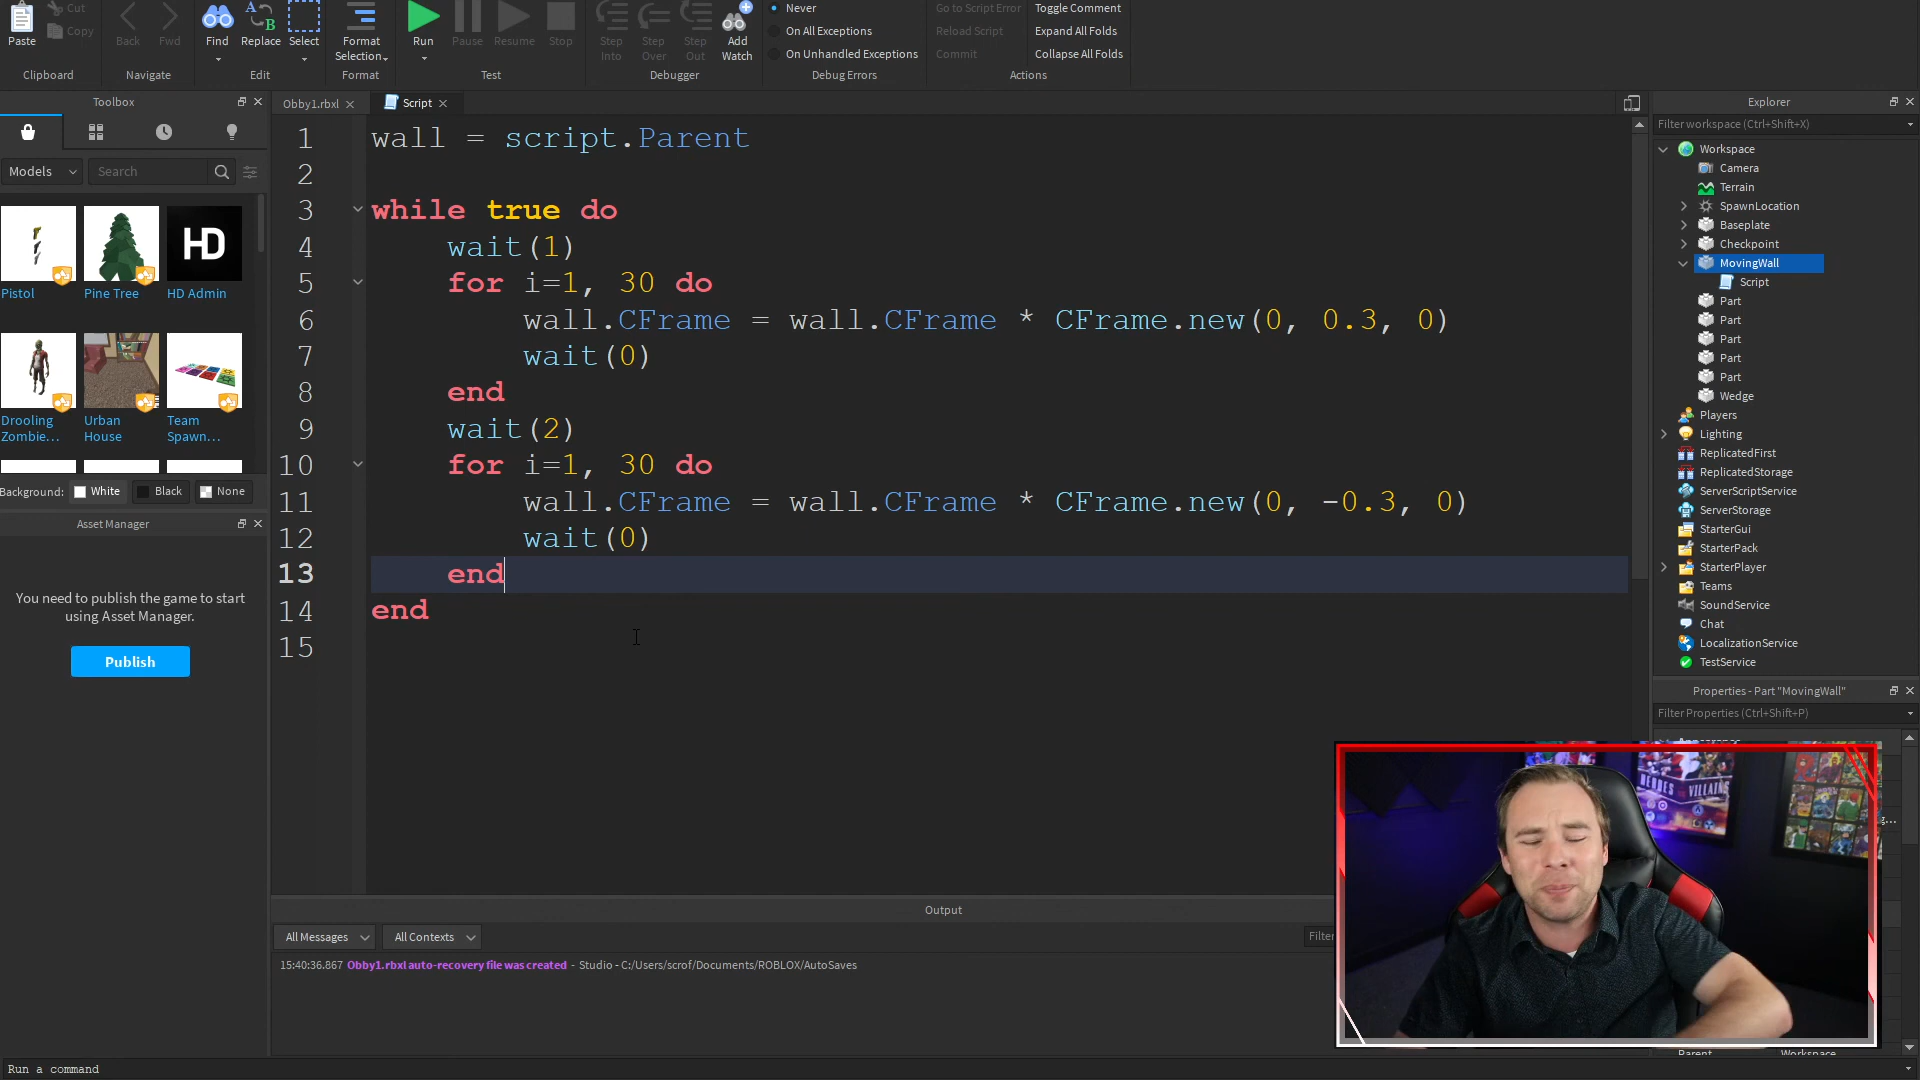 Paste
Cut
Copy
Clipboard
Back
Fwd
Navigate
Find
Replace
Select
Edit
Format
Selection
Format
Run
Pause
Resume
Stop
Test
Step
Into
Step
Over
Step
Out
Add
Watch
Debugger
Never
On All Exceptions
On Unhandled Exceptions
Debug Errors
Go to Script Error
Reload Script
Commit
Toggle Comment
Expand All Folds
Collapse All Folds
Actions
Toolbox
Models
Search
Pistol
Pine Tree
HD
HD Admin
Drooling
Zombie...
Urban
House
Team
Spawn...
Background:
White
Black
None
Asset Manager
You need to publish the game to start
using Asset Manager.
Publish
Obby1.rbxl
Script
1 wall = script.Parent
2
3 while true do
4 wait(1)
5 for i=1, 30 do
6 wall.CFrame = wall.CFrame * CFrame.new(0, 0.3, 0)
7 wait(0)
8 end
9 wait(2)
10 for i=1, 30 do
11 wall.CFrame = wall.CFrame * CFrame.new(0, -0.3, 0)
12 wait(0)
13 end
14 end
15
Output
All Messages
All Contexts
Filter
15:40:36.867 Obby1.rbxl auto-recovery file was created - Studio - C:/Users/scrof/Documents/ROBLOX/AutoSaves
Run a command
Explorer
Filter workspace (Ctrl+Shift+X)
Workspace
Camera
Terrain
SpawnLocation
Baseplate
Checkpoint
MovingWall
Script
Part
Part
Part
Part
Part
Wedge
Players
Lighting
ReplicatedFirst
ReplicatedStorage
ServerScriptService
ServerStorage
StarterGui
StarterPack
StarterPlayer
Teams
SoundService
Chat
LocalizationService
TestService
Properties - Part "MovingWall"
Filter Properties (Ctrl+Shift+P)
HEROES
VILLAINS
Parent
Workspace